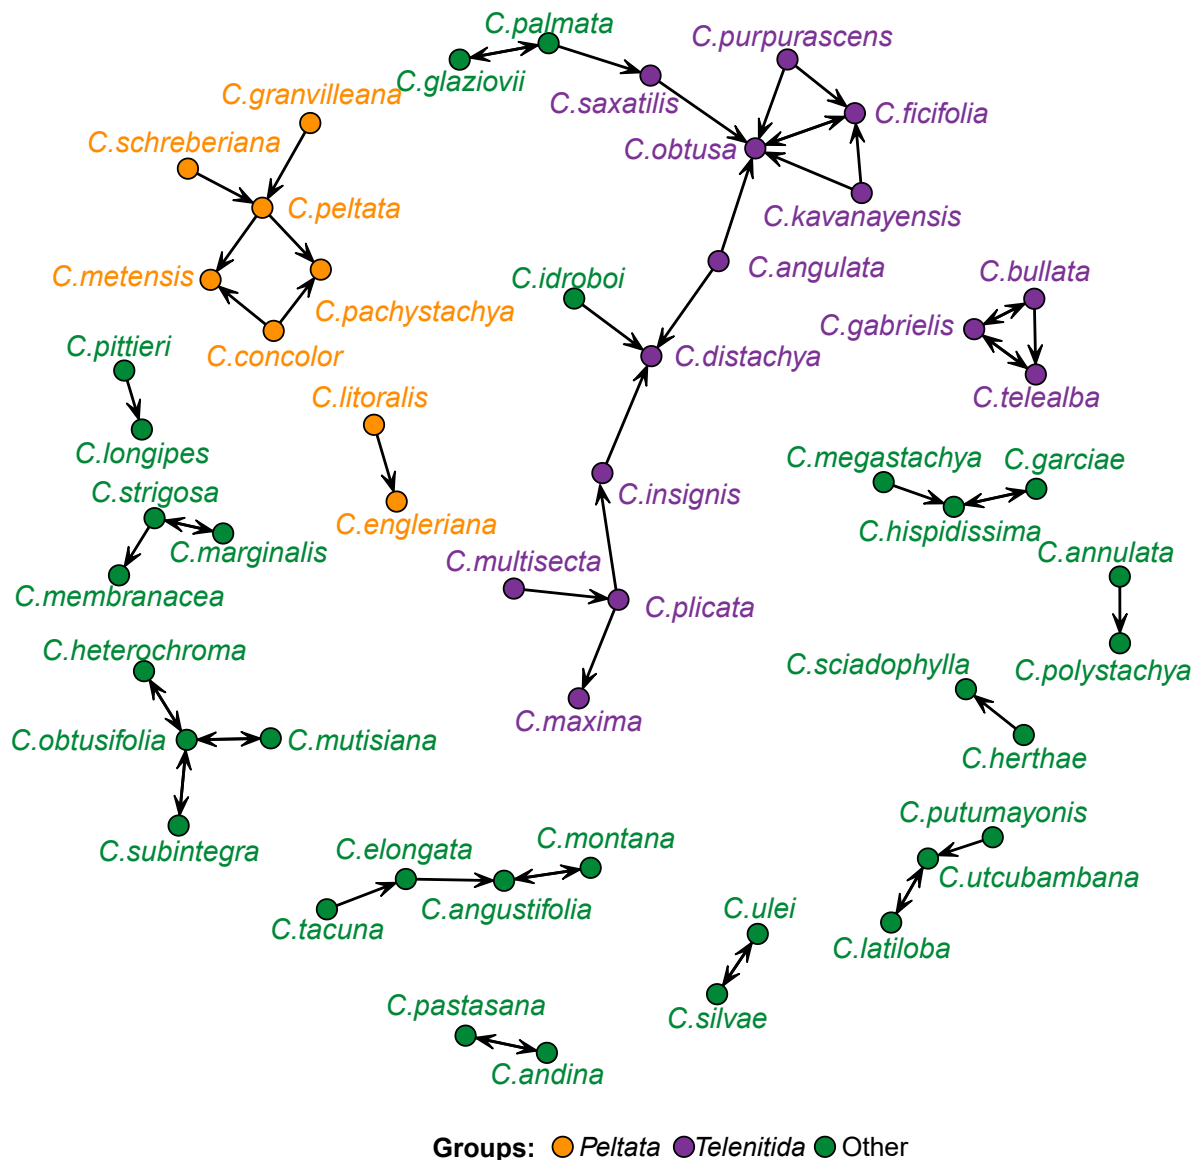 C.palmata
C.purpurascens
C.glaziovii
C.granvilleana
C.saxatilis
C.ficifolia
C.schreberiana
C.obtusa
C.peltata
C.kavanayensis
C.metensis
C.idroboi
C.angulata
C.bullata
C.pachystachya
C.gabrielis
C.pittieri
C.concolor
C.distachya
C.litoralis
C.telealba
C.longipes
C.megastachya
C.garciae
C.strigosa
C.insignis
C.engleriana
C.hispidissima
C.marginalis
C.annulata
C.multisecta
C.membranacea
C.plicata
C.heterochroma
C.sciadophylla
C.polystachya
C.maxima
C.obtusifolia
C.mutisiana
C.herthae
C.putumayonis
C.subintegra
C.elongata
C.montana
C.utcubambana
C.angustifolia
C.ulei
C.tacuna
C.latiloba
C.pastasana
C.silvae
C.andina
Groups: Peltata Telenitida Other